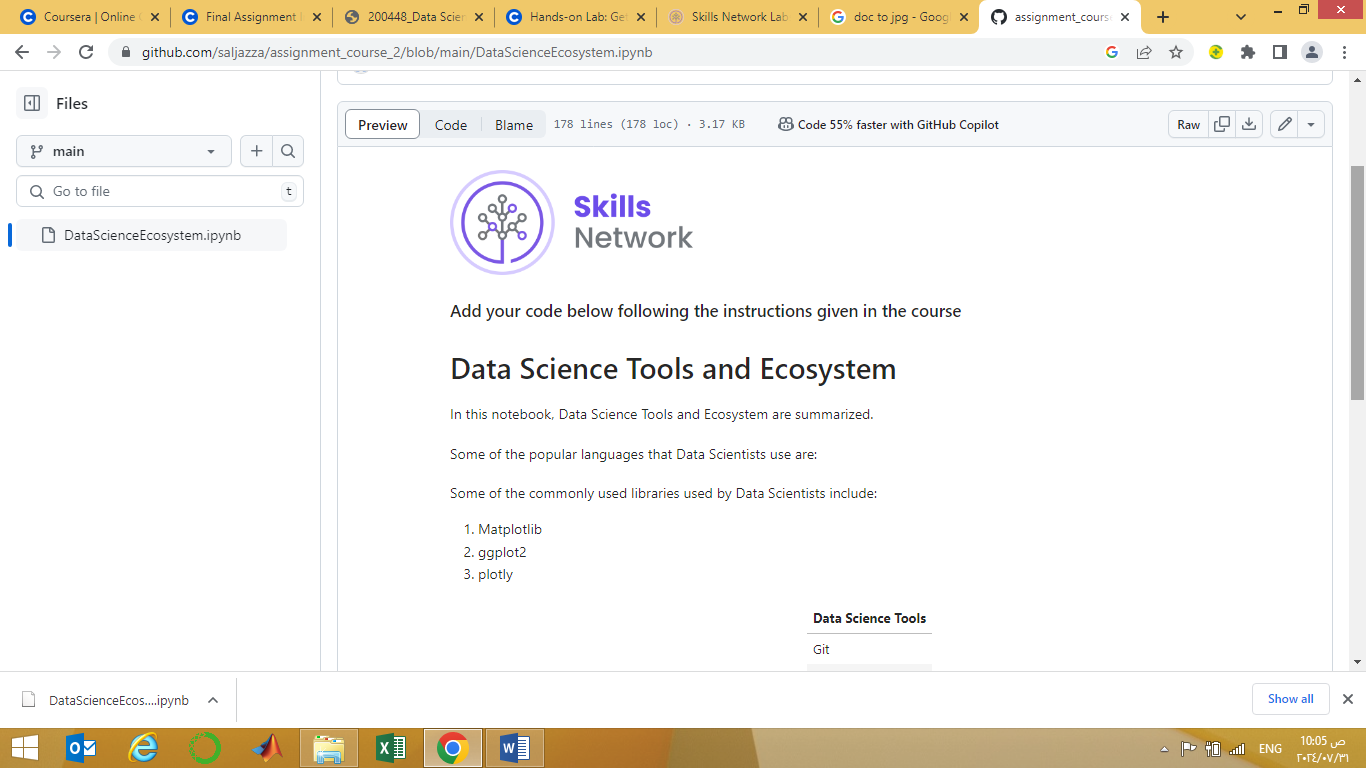 Coursera | Online
Final Assignment
200448_Data Scien
Hands-on Lab: Get
Skills Network Lab
doc to jpg - Goog
assignment_course
github.com/saljazza/assignment_course_2/blob/main/DataScienceEcosystem.ipynb
Files
main
Go to file
t
DataScienceEcosystem.ipynb
Preview
Code
Blame
178 lines (178 loc) · 3.17 KB
Code 55% faster with GitHub Copilot
Raw
Skills
Network
Add your code below following the instructions given in the course
Data Science Tools and Ecosystem
In this notebook, Data Science Tools and Ecosystem are summarized.
Some of the popular languages that Data Scientists use are:
Some of the commonly used libraries used by Data Scientists include:
1. Matplotlib
2. ggplot2
3. plotly
Data Science Tools
Git
DataScienceEcos....ipynb
Show all
ENG
10:05 ص
٢٠٢٤/٠٧/٣١